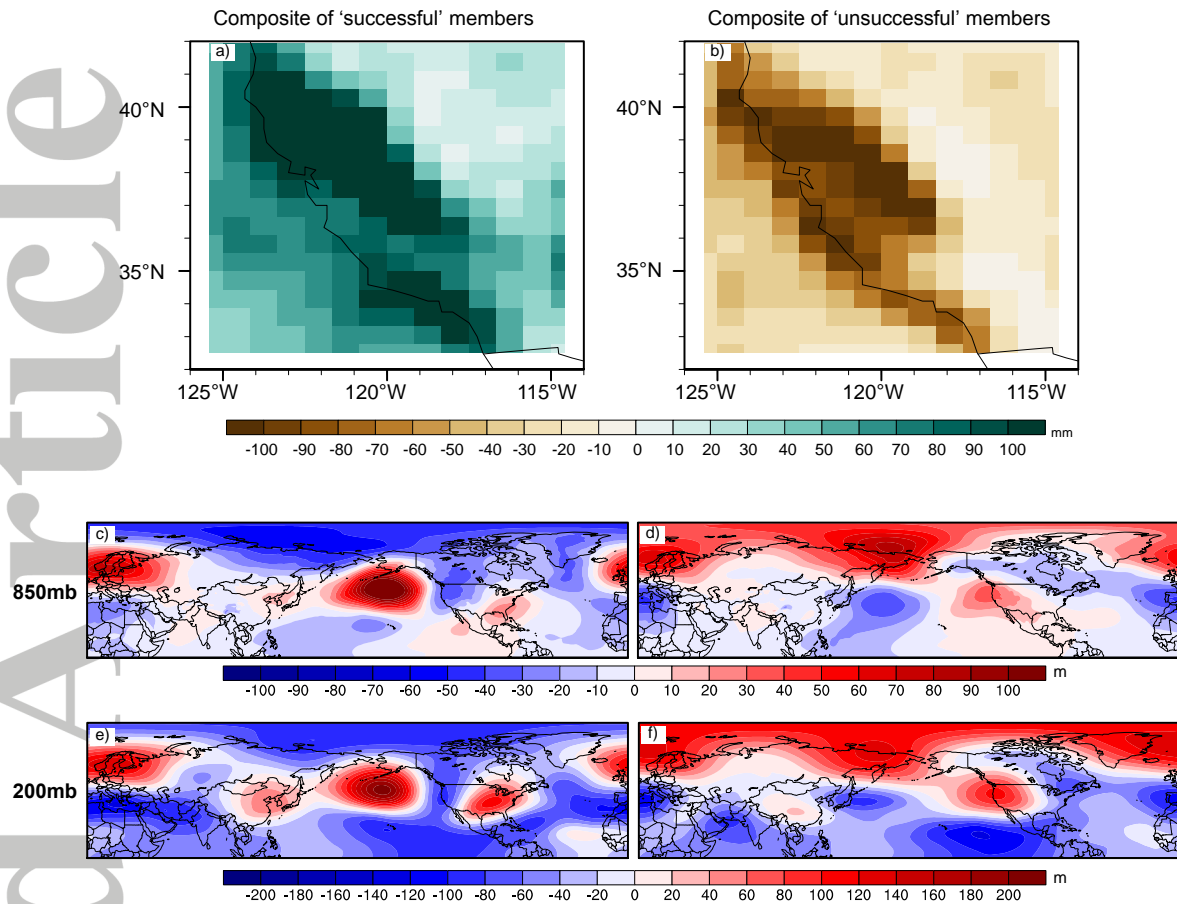 Composite of ‘successful’ members
Composite of ‘unsuccessful’ members
a)
b)
40°N
35°N
40°N
35°N
125°W 120°W 115°W
125°W 120°W 115°W
-100 -90 -80 -70 -60 -50 -40 -30 -20 -10 0 10 20 30 40 50 60 70 80 90 100 mm
c)
d)
850mb
-100 -80 -70 -60 -50 -40 -30 -20 -10 0 10 20 30 40 50 60 70 80 90 100 m
e)
f)
200mb
-200 -160 -140 -120 -100 -80 -60 -40 -20 0 20 40 60 80 100 120 140 160 180 200 m
d Article